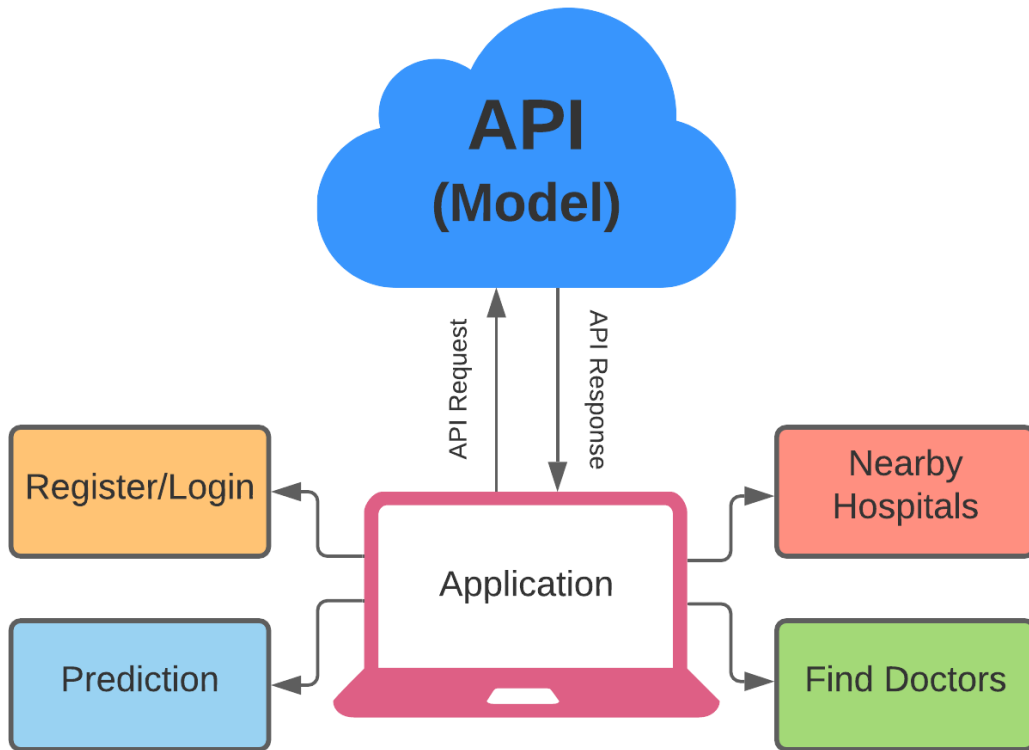 API
(Model)
API Request
API Response
Register/Login
Nearby
Hospitals
Application
Prediction
Find Doctors